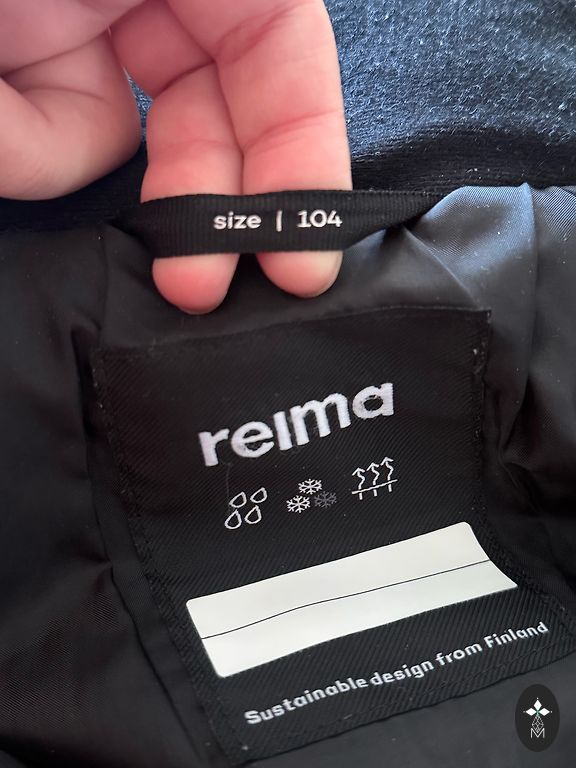 size | 104
reima
Sustainable design from Finland
M